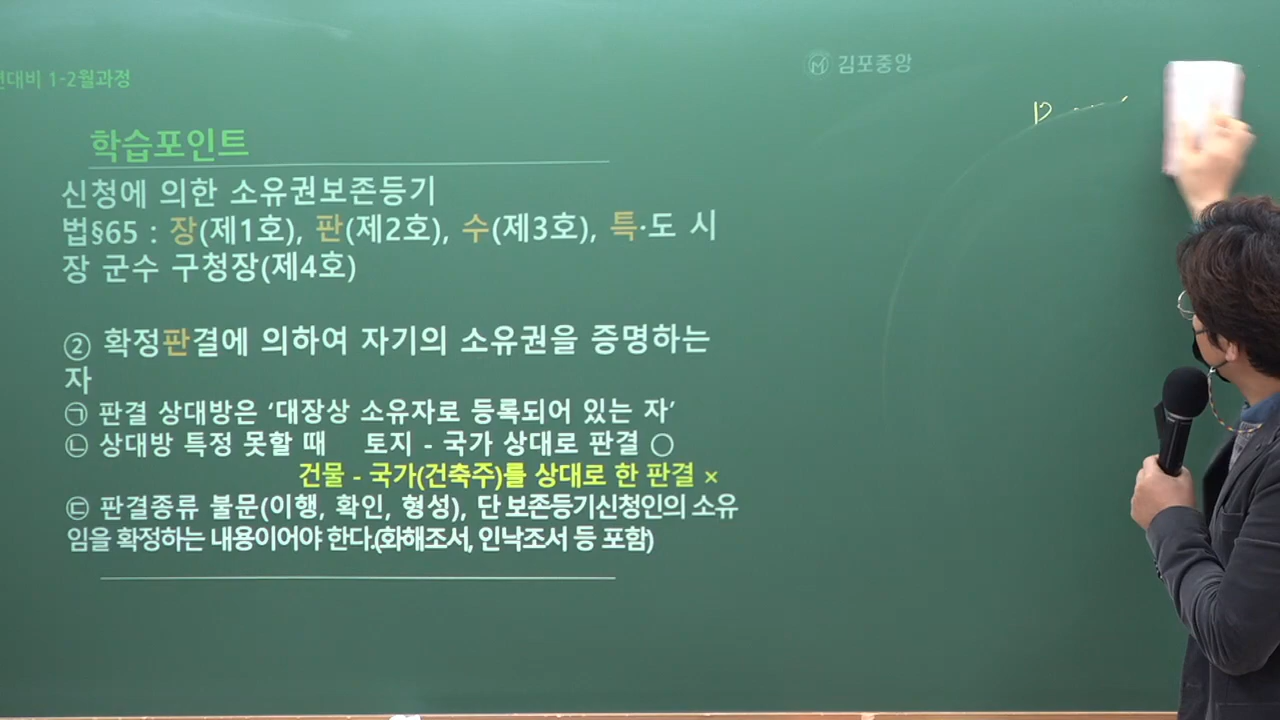 년대비 1-2월과정
김포중앙
학습포인트
신청에 의한 소유권보존등기
법§65 : 장(제1호), 판(제2호), 수(제3호), 특·도 시
장 군수 구청장(제4호)
② 확정판결에 의하여 자기의 소유권을 증명하는
자
㉠ 판결 상대방은 ‘대장상 소유자로 등록되어 있는 자’
㉡ 상대방 특정 못할 때 토지 - 국가 상대로 판결 ○
건물 - 국가(건축주)를 상대로 한 판결 ×
㉢ 판결종류 불문(이행, 확인, 형성), 단 보존등기신청인의 소유
임을 확정하는 내용이어야 한다.(화해조서, 인낙조서 등 포함)